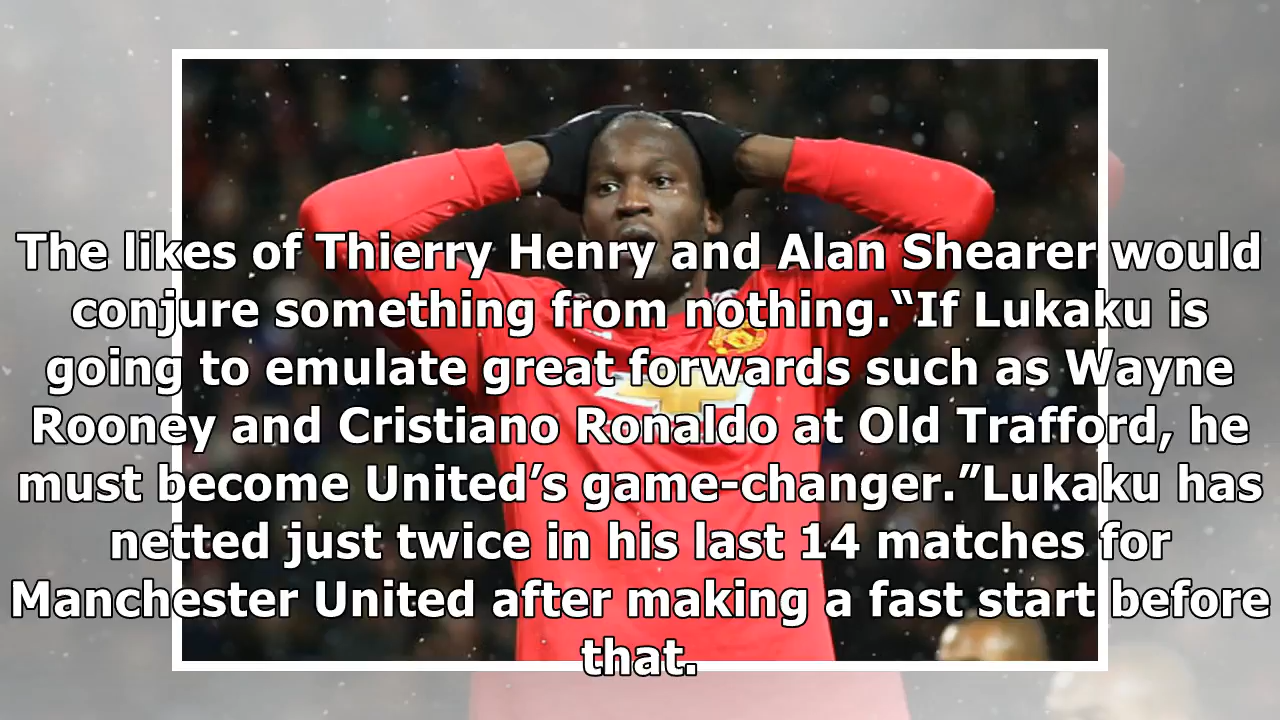 The likes of Thierry Henry and Alan Shearer would
conjure something from nothing.“If Lukaku is
going to emulate great forwards such as Wayne
Rooney and Cristiano Ronaldo at Old Trafford, he
must become United’s game-changer.”Lukaku has
netted just twice in his last 14 matches for
Manchester United after making a fast start before
that.